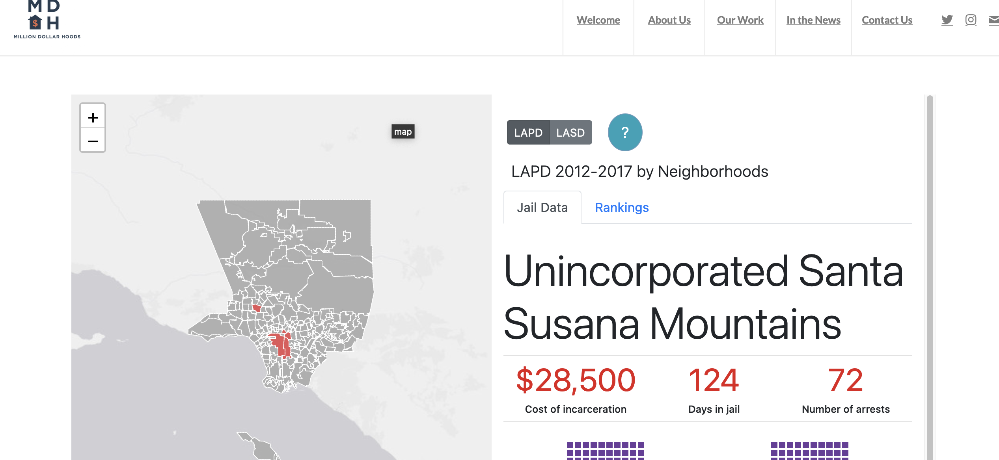 MD
$ H
MILLION DOLLAR HOODS
Welcome
About Us
Our Work
In the News
Contact Us
+
−
map
LAPD
LASD
?
LAPD 2012-2017 by Neighborhoods
Jail Data
Rankings
Unincorporated Santa
Susana Mountains
$28,500
124
72
Cost of incarceration
Days in jail
Number of arrests